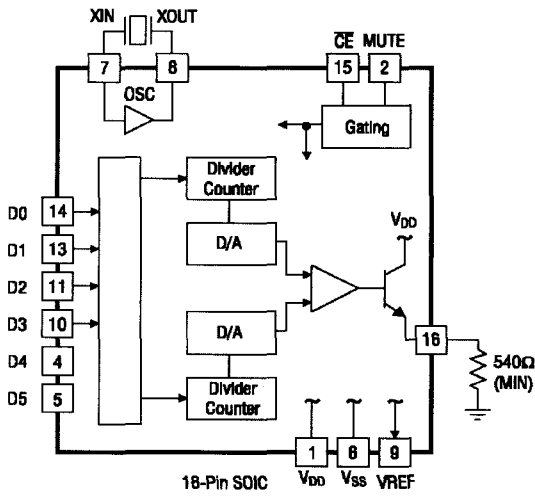 XIN XOUT
CE MUTE
7 8 15 2
OSC
Gating
Divider
Counter
D0 14
D/A
VDD
D1 13
D2 11
D3 10
D/A
16
D4 4
540Ω
(MIN)
D5 5
Divider
Counter
1 6 9
VDD VSS VREF
16-Pin SOIC